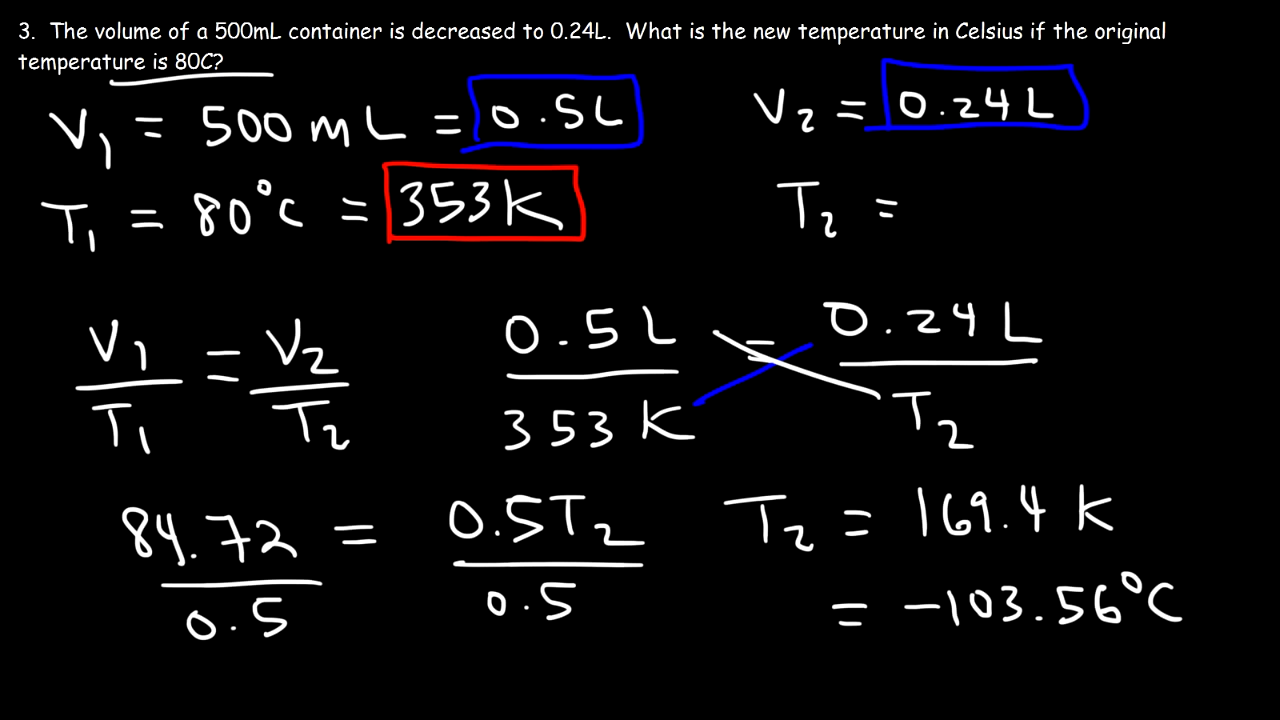 3. The volume of a 500mL container is decreased to 0.24L. What is the new temperature in Celsius if the original
temperature is 80C?
V₁ = 500 mL = 0.5L
V₂ = 0.24L
T₁ = 80°C = 353K
T₂ =
V₁/T₁ = V₂/T₂
0.5L/353K = 0.24L/T₂
84.72/0.5 = 0.5T₂/0.5
T₂ = 169.4 K
= -103.56°C